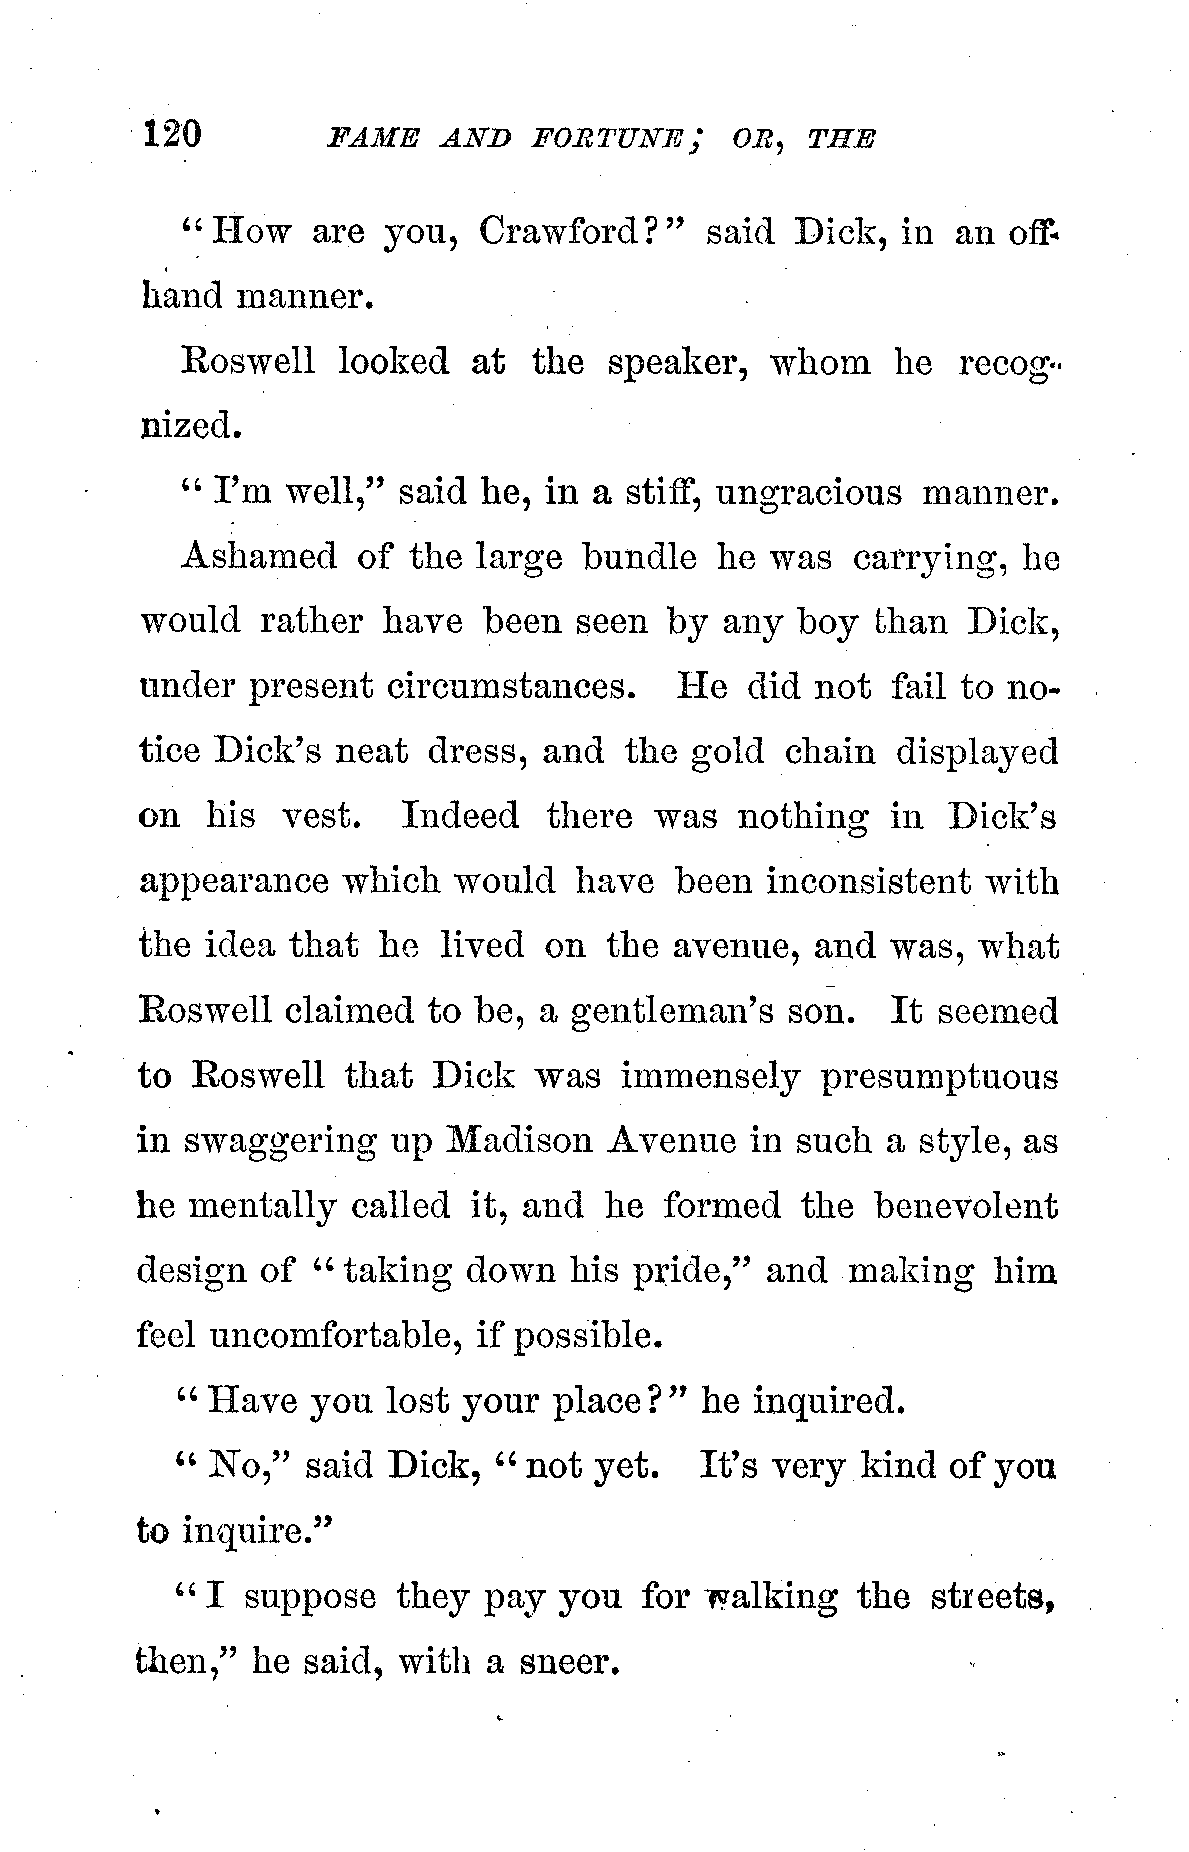 120 FAME AND FORTUNE; OR, THE
"How are you, Crawford?" said Dick, in an off-
hand manner.
Roswell looked at the speaker, whom he recog-
nized.
"I'm well," said he, in a stiff, ungracious manner.
Ashamed of the large bundle he was carrying, he
would rather have been seen by any boy than Dick,
under present circumstances. He did not fail to no-
tice Dick's neat dress, and the gold chain displayed
on his vest. Indeed there was nothing in Dick's
appearance which would have been inconsistent with
the idea that he lived on the avenue, and was, what
Roswell claimed to be, a gentleman's son. It seemed
to Roswell that Dick was immensely presumptuous
in swaggering up Madison Avenue in such a style, as
he mentally called it, and he formed the benevolent
design of "taking down his pride," and making him
feel uncomfortable, if possible.
"Have you lost your place?" he inquired.
"No," said Dick, "not yet. It's very kind of you
to inquire."
"I suppose they pay you for walking the streets,
then," he said, with a sneer.